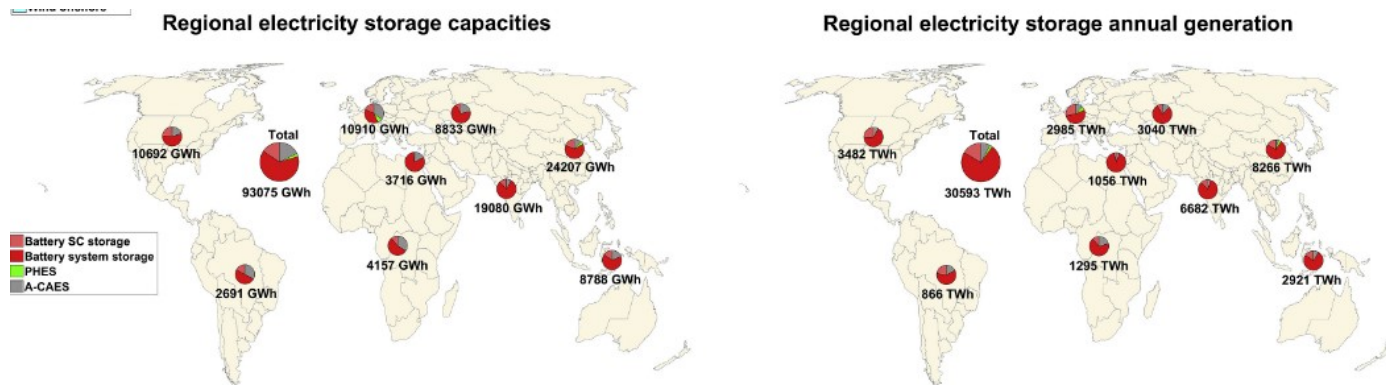 Regional electricity storage capacities
10910 GWh
8833 GWh
10692 GWh
Total
93075 GWh
3716 GWh
24207 GWh
19080 GWh
4157 GWh
8788 GWh
2691 GWh
Battery SC storage
Battery system storage
PHES
A-CAES
Regional electricity storage annual generation
2985 TWh
3040 TWh
3482 TWh
Total
30593 TWh
1056 TWh
8266 TWh
6682 TWh
1295 TWh
2921 TWh
866 TWh